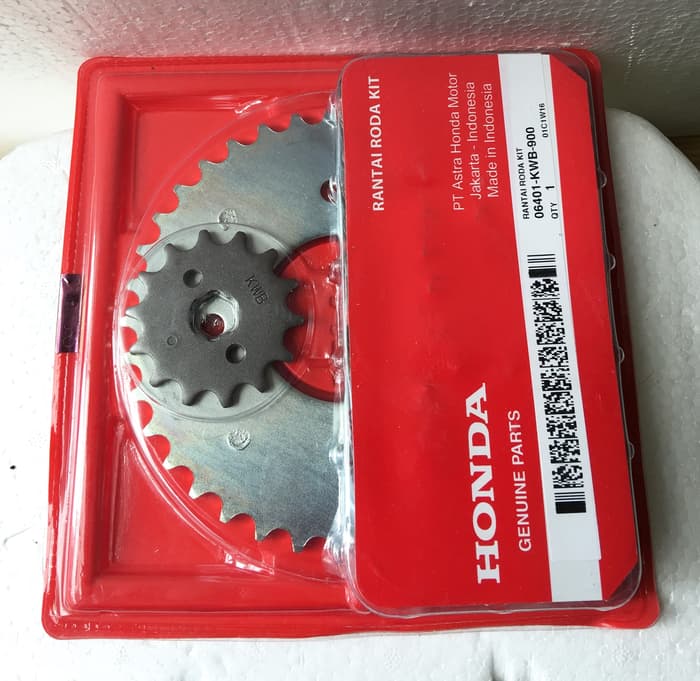 RANTAI RODA KIT
PT Astra Honda Motor
Jakarta - Indonesia
Made in Indonesia
RANTAI RODA KIT
06401-KWB-900
QTY 1
01C1W16
HONDA
GENUINE PARTS
KWB